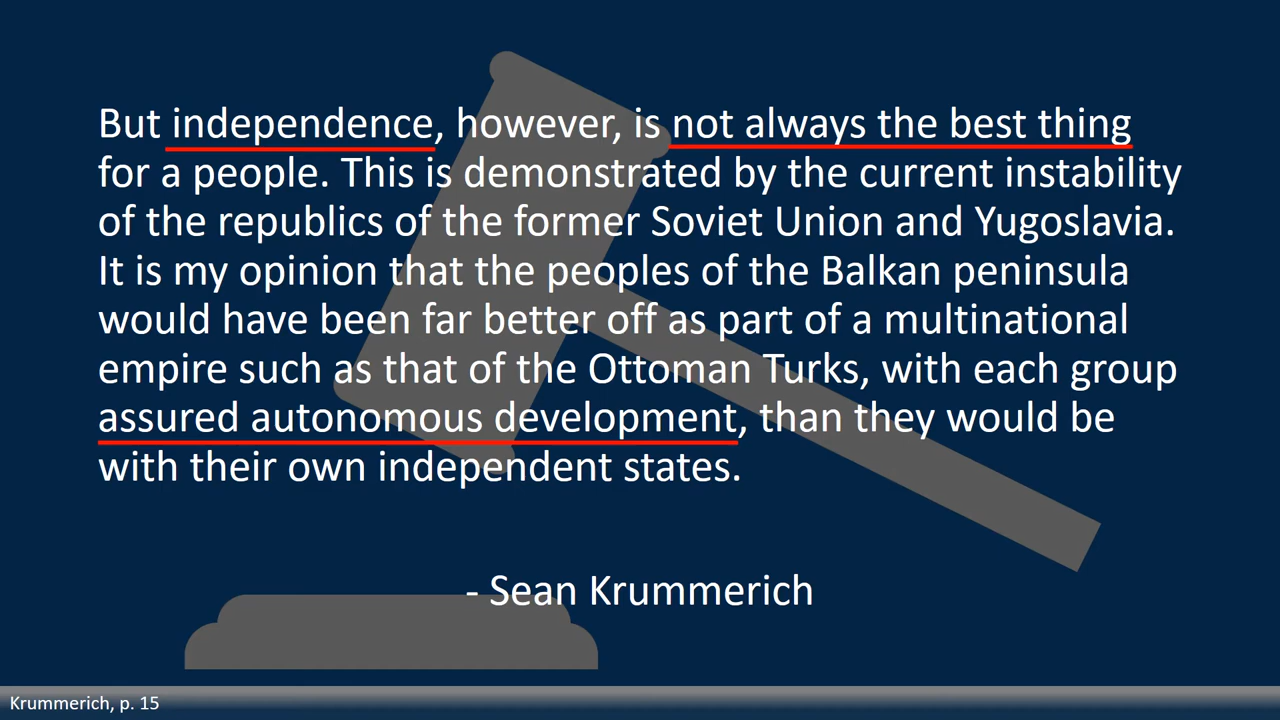 But independence, however, is not always the best thing
for a people. This is demonstrated by the current instability
of the republics of the former Soviet Union and Yugoslavia.
It is my opinion that the peoples of the Balkan peninsula
would have been far better off as part of a multinational
empire such as that of the Ottoman Turks, with each group
assured autonomous development, than they would be
with their own independent states.
- Sean Krummerich
Krummerich, p. 15